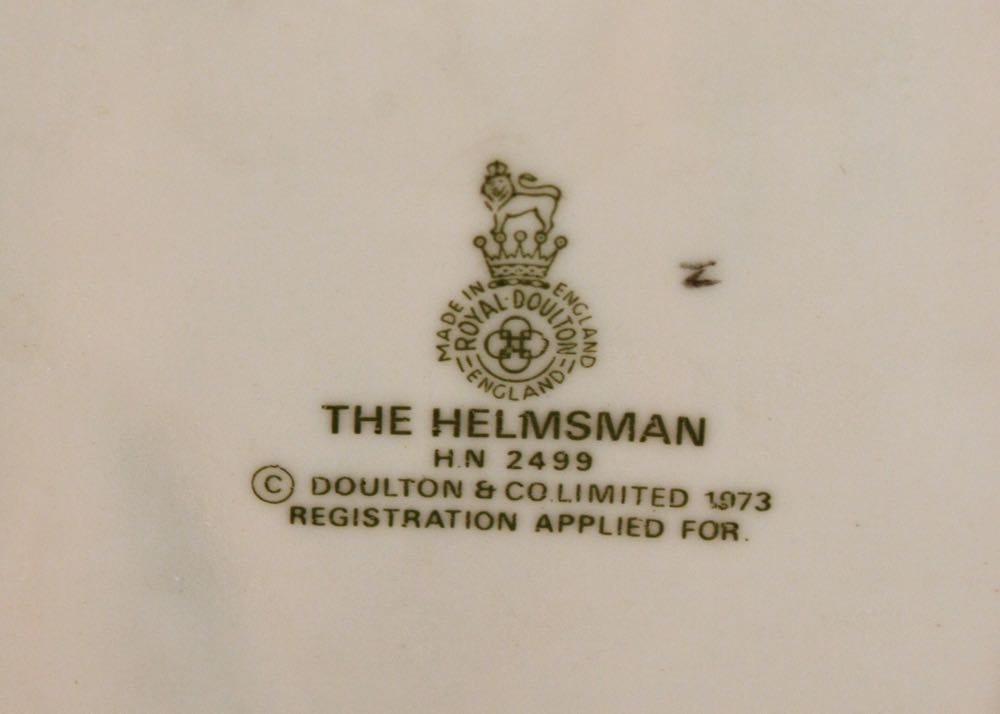 MADE IN ENGLAND
ROYAL·DOULTON
ENGLAND
THE HELMSMAN
H.N 2499
© DOULTON & CO.LIMITED 1973
REGISTRATION APPLIED FOR.